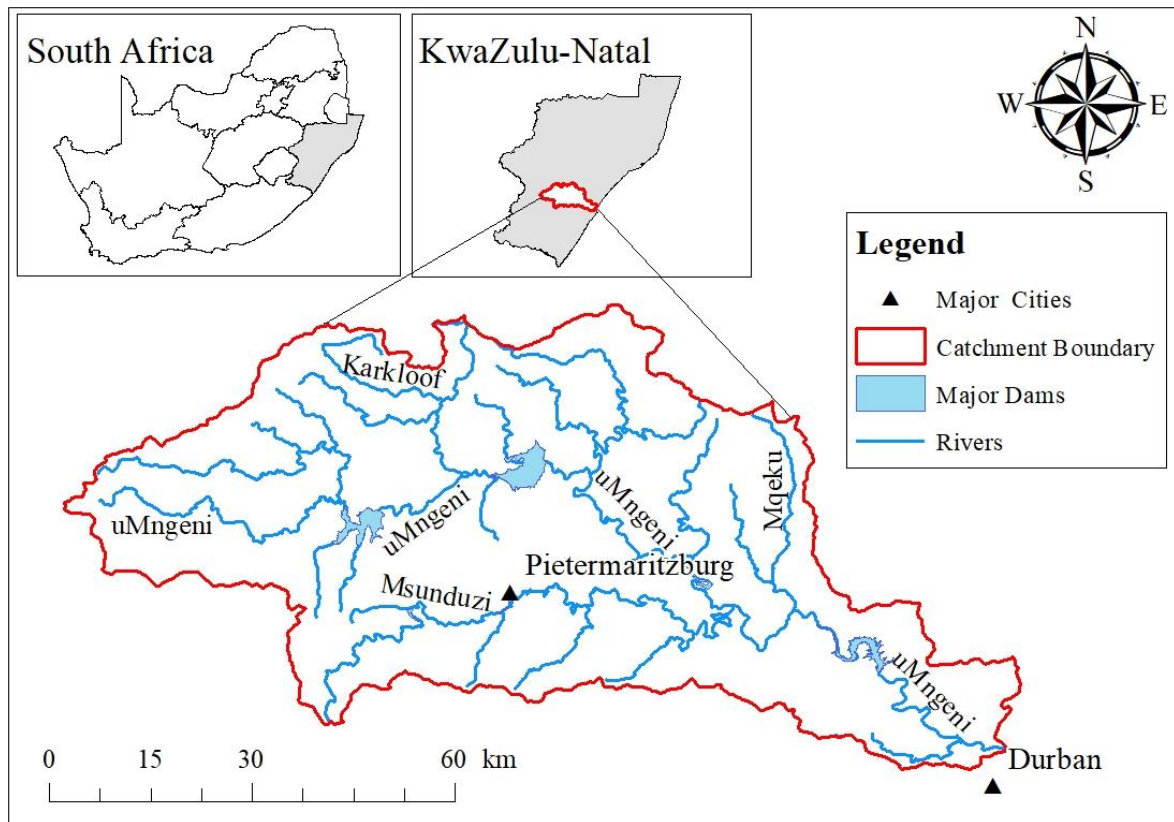 South Africa
KwaZulu-Natal
N
W
E
S
Legend
Major Cities
Catchment Boundary
Major Dams
Rivers
Karkloof
uMngeni
uMngeni
uMngeni
Mqeku
Pietermaritzburg
Msunduzi
uMngeni
Durban
0 15 30 60 km